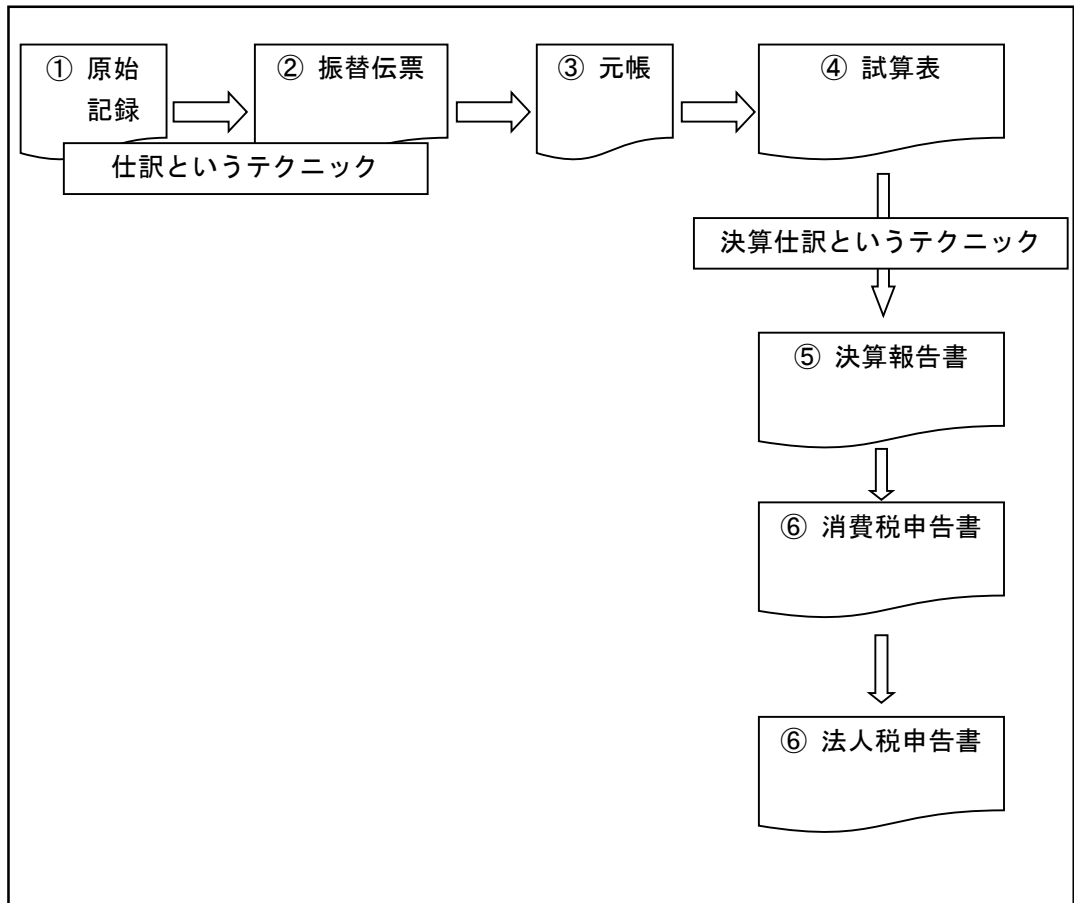 ① 原始
記録
② 振替伝票
③ 元帳
④ 試算表
仕訳というテクニック
決算仕訳というテクニック
⑤ 決算報告書
⑥ 消費税申告書
⑥ 法人税申告書